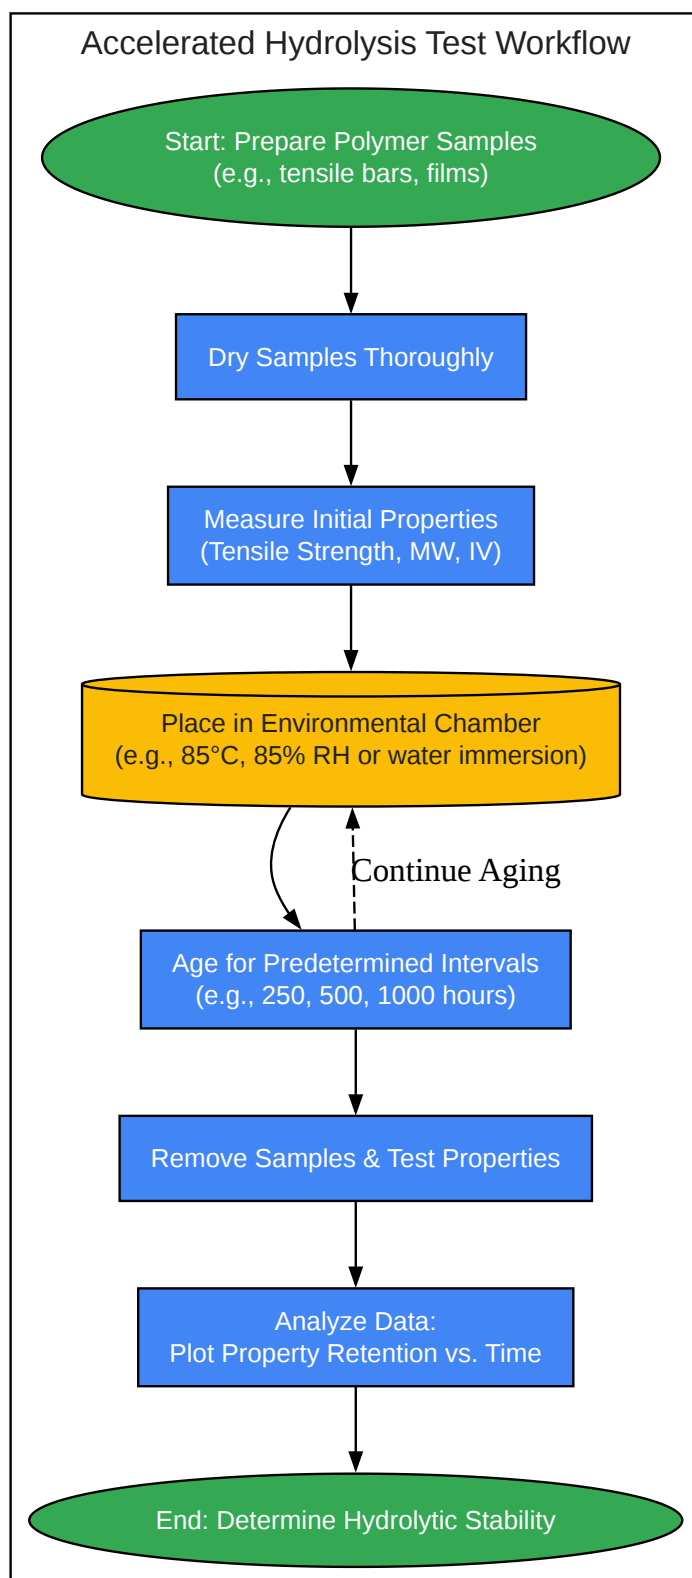 Accelerated Hydrolysis Test Workflow
Start: Prepare Polymer Samples
(e.g., tensile bars, films)
Dry Samples Thoroughly
Measure Initial Properties
(Tensile Strength, MW, IV)
Place in Environmental Chamber
(e.g., 85°C, 85% RH or water immersion)
Continue Aging
Age for Predetermined Intervals
(e.g., 250, 500, 1000 hours)
Remove Samples & Test Properties
Analyze Data:
Plot Property Retention vs. Time
End: Determine Hydrolytic Stability